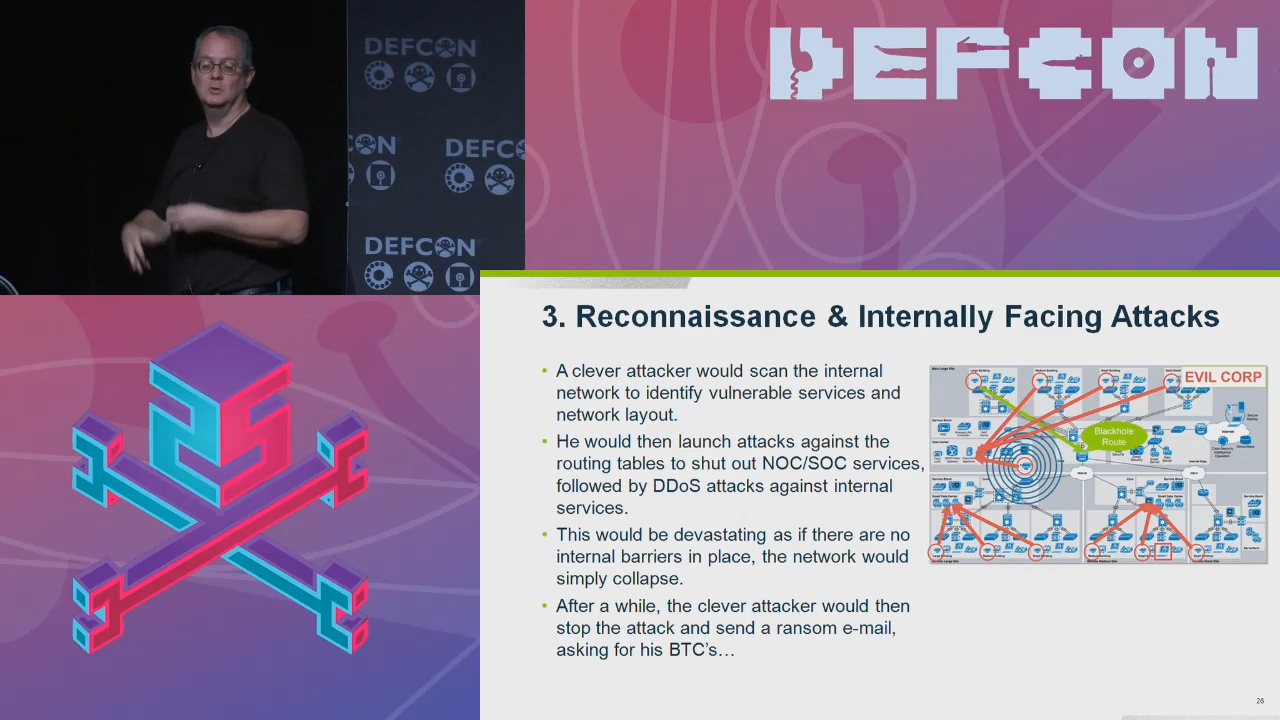 DEFCON
DEFCON
CON
DEFC
DEFCON
3. Reconnaissance & Internally Facing Attacks
• A clever attacker would scan the internal
network to identify vulnerable services and
network layout.
• He would then launch attacks against the
routing tables to shut out NOC/SOC services,
followed by DDoS attacks against internal
services.
• This would be devastating as if there are no
internal barriers in place, the network would
simply collapse.
• After a while, the clever attacker would then
stop the attack and send a ransom e-mail,
asking for his BTC's…
EVIL CORP
Blackhole
Route
26